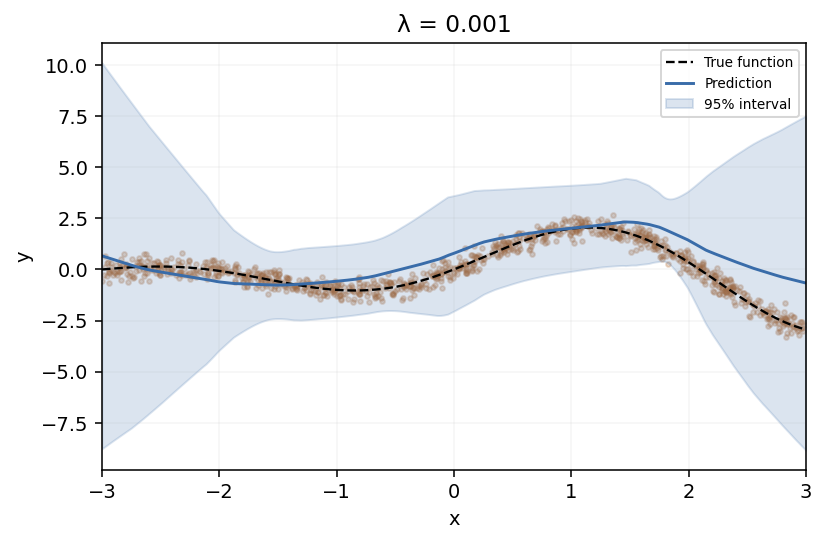 λ = 0.001
True function
Prediction
95% interval
10.0
7.5
5.0
2.5
0.0
−2.5
−5.0
−7.5
y
−3 −2 −1 0 1 2 3
x